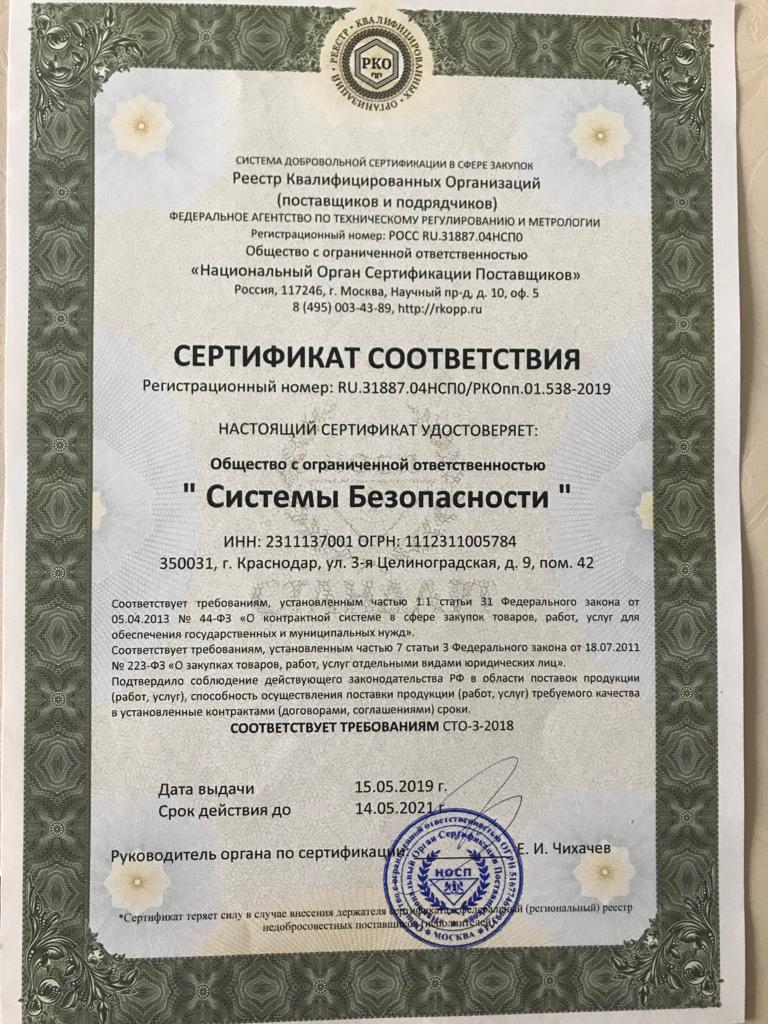 РЕЕСТР • КВАЛИФИЦИРОВАННЫХ • ОРГАНИЗАЦИЙ •
РКО
пп
СИСТЕМА ДОБРОВОЛЬНОЙ СЕРТИФИКАЦИИ В СФЕРЕ ЗАКУПОК
Реестр Квалифицированных Организаций
(поставщиков и подрядчиков)
ФЕДЕРАЛЬНОЕ АГЕНТСТВО ПО ТЕХНИЧЕСКОМУ РЕГУЛИРОВАНИЮ И МЕТРОЛОГИИ
Регистрационный номер: РОСС RU.31887.04НСП0
Общество с ограниченной ответственностью
«Национальный Орган Сертификации Поставщиков»
Россия, 117246, г. Москва, Научный пр-д, д. 10, оф. 5
8 (495) 003-43-89, http://rkopp.ru
СЕРТИФИКАТ СООТВЕТСТВИЯ
Регистрационный номер: RU.31887.04НСП0/РКОпп.01.538-2019
НАСТОЯЩИЙ СЕРТИФИКАТ УДОСТОВЕРЯЕТ:
Общество с ограниченной ответственностью
" Системы Безопасности "
ИНН: 2311137001 ОГРН: 1112311005784
350031, г. Краснодар, ул. 3-я Целиноградская, д. 9, пом. 42
Соответствует требованиям, установленным частью 1.1 статьи 31 Федерального закона от
05.04.2013 № 44-ФЗ «О контрактной системе в сфере закупок товаров, работ, услуг для
обеспечения государственных и муниципальных нужд».
Соответствует требованиям, установленным частью 7 статьи 3 Федерального закона от 18.07.2011
№ 223-ФЗ «О закупках товаров, работ, услуг отдельными видами юридических лиц».
Подтвердило соблюдение действующего законодательства РФ в области поставок продукции
(работ, услуг), способность осуществления поставки продукции (работ, услуг) требуемого качества
в установленные контрактами (договорами, соглашениями) сроки.
СООТВЕТСТВУЕТ ТРЕБОВАНИЯМ СТО-3-2018
Дата выдачи 15.05.2019 г.
Срок действия до 14.05.2021 г.
Руководитель органа по сертификации: Е. И. Чихачев
НОСП
МОСКВА
*Сертификат теряет силу в случае внесения держателя сертификата в федеральный (региональный) реестр
недобросовестных поставщиков (исполнителей)